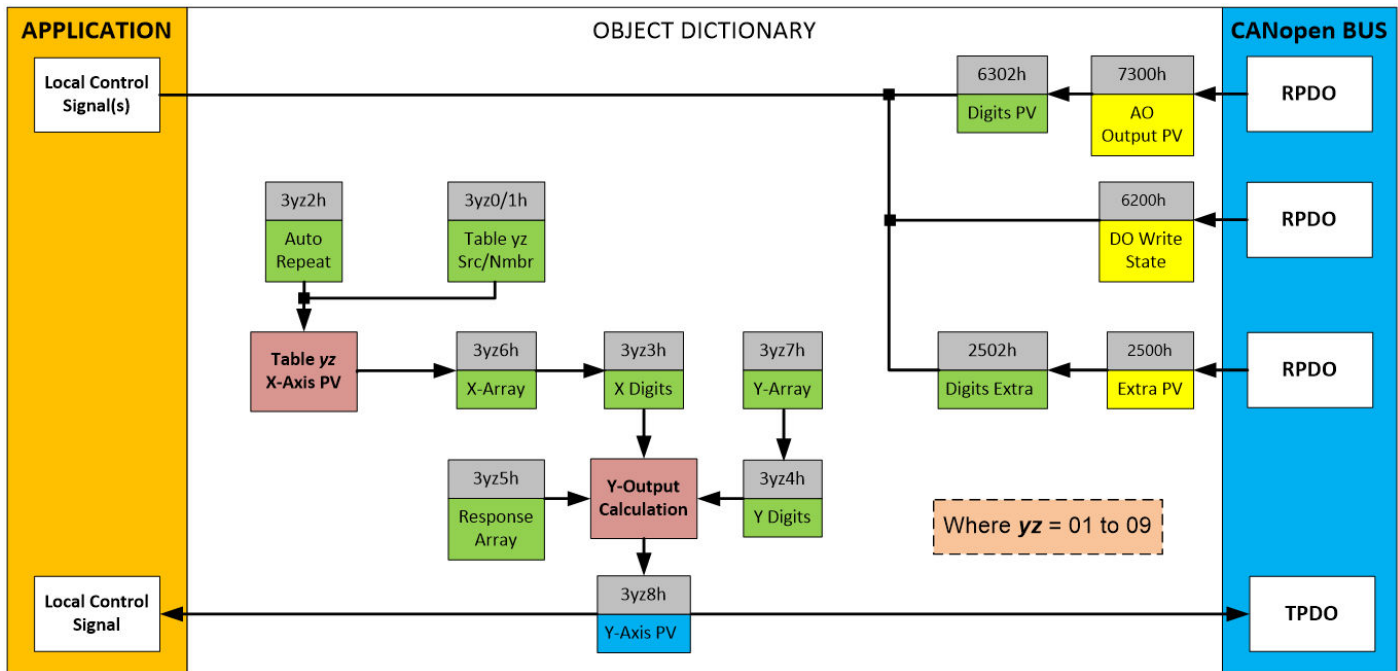 APPLICATION
OBJECT DICTIONARY
CANopen BUS
Local Control
Signal(s)
6302h
Digits PV
7300h
AO
Output PV
RPDO
3yz2h
Auto
Repeat
3yz0/1h
Table yz
Src/Nmbr
6200h
DO Write
State
RPDO
Table yz
X-Axis PV
3yz6h
X-Array
3yz3h
X Digits
3yz7h
Y-Array
2502h
Digits Extra
2500h
Extra PV
RPDO
3yz5h
Response
Array
Y-Output
Calculation
3yz4h
Y Digits
Where yz = 01 to 09
Local Control
Signal
3yz8h
Y-Axis PV
TPDO